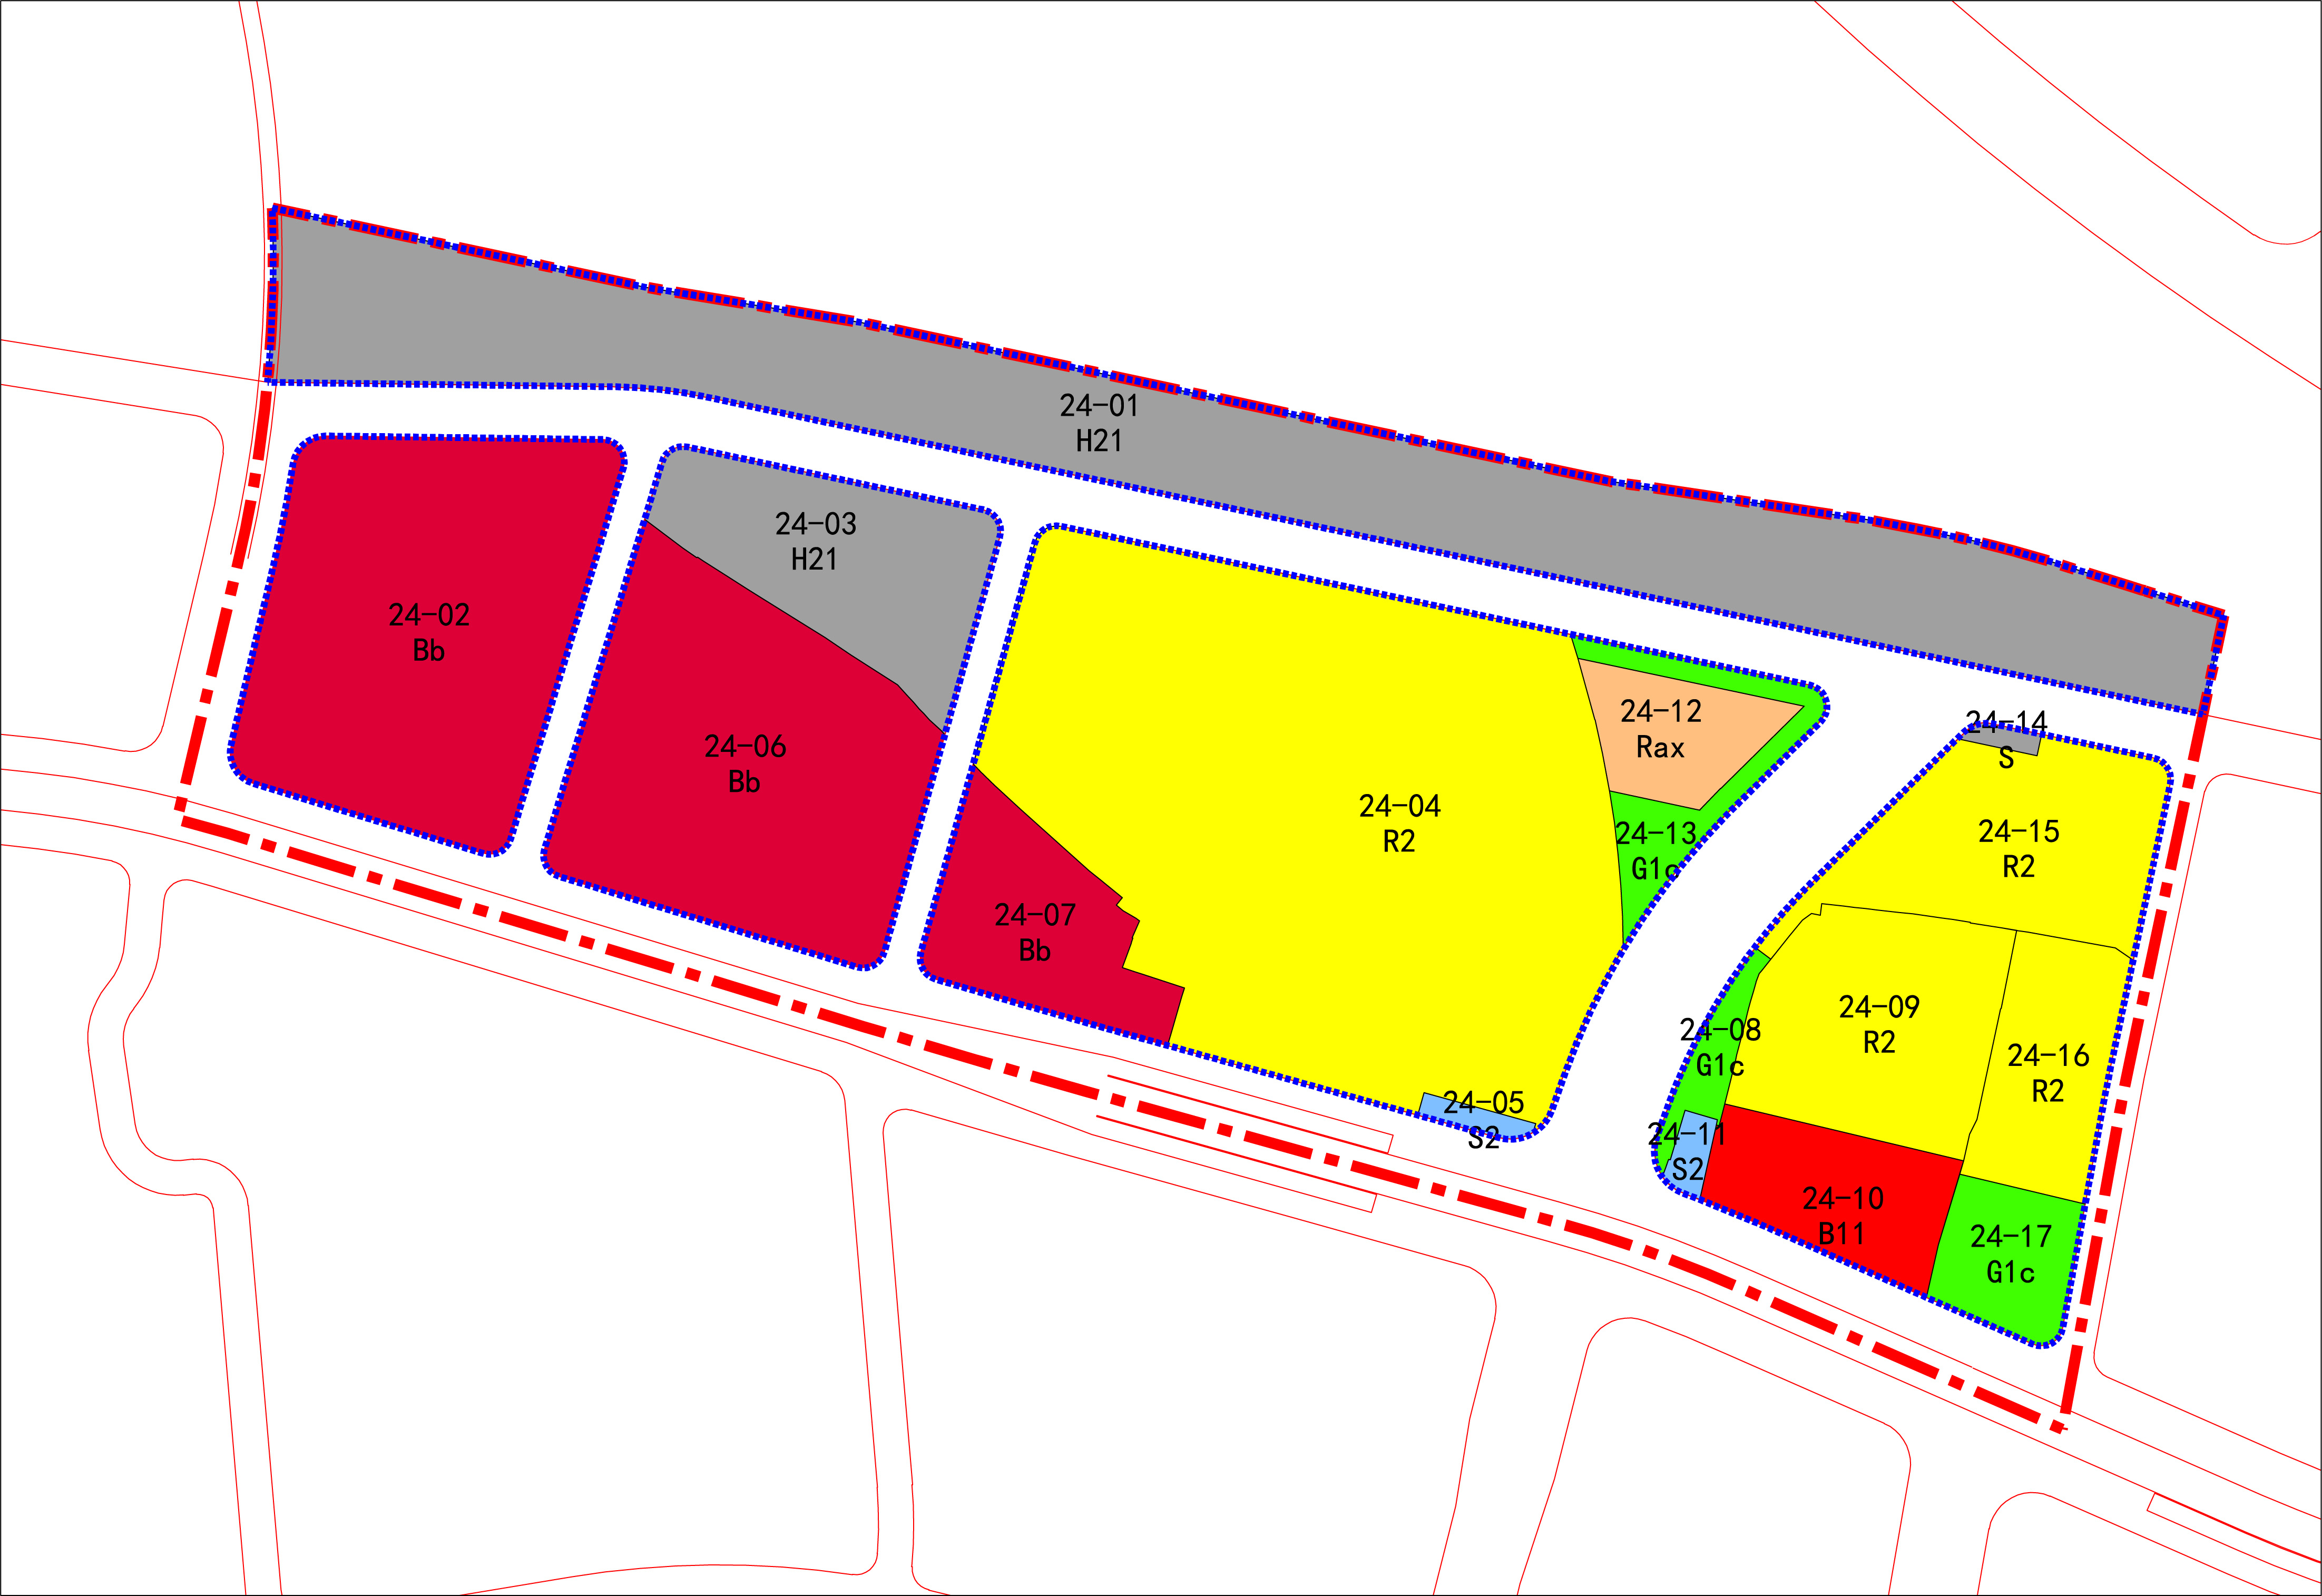 24-01
H21
24-03
H21
24-02
Bb
24-06
Bb
24-04
R2
24-12
Rax
24-14
S
24-13
G1c
24-15
R2
24-07
Bb
24-09
R2
24-08
G1c
24-16
R2
24-05
S2
24-11
S2
24-10
B11
24-17
G1c